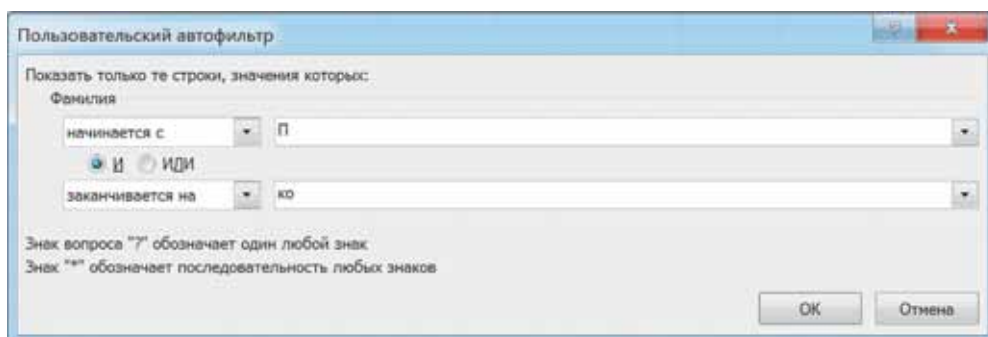 Пользовательский автофильтр
Показать только те строки, значения которых:
Фамилия
начинается с П
И ИЛИ
заканчивается на ко
Знак вопроса "?" обозначает один любой знак
Знак "*" обозначает последовательность любых знаков
ОК Отмена